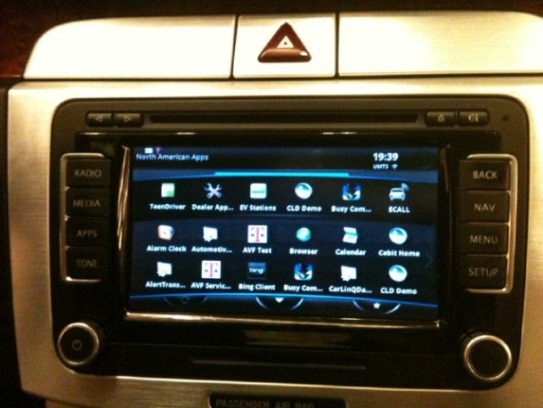 North American Apps
19:39
UMTS
RADIO
MEDIA
APPS
TONE
BACK
NAV
MENU
SETUP
TeenDriver Dealer App... EV Stations CLD Demo Busy Com... ECALL
Alarm Clock Automotiv... AVF Test Browser Calendar Cebit Home
AlertTrans... AVF Servic... Bing Client Busy Com... CarLinQDa... CLD Demo
PASSENGER AIR BAG